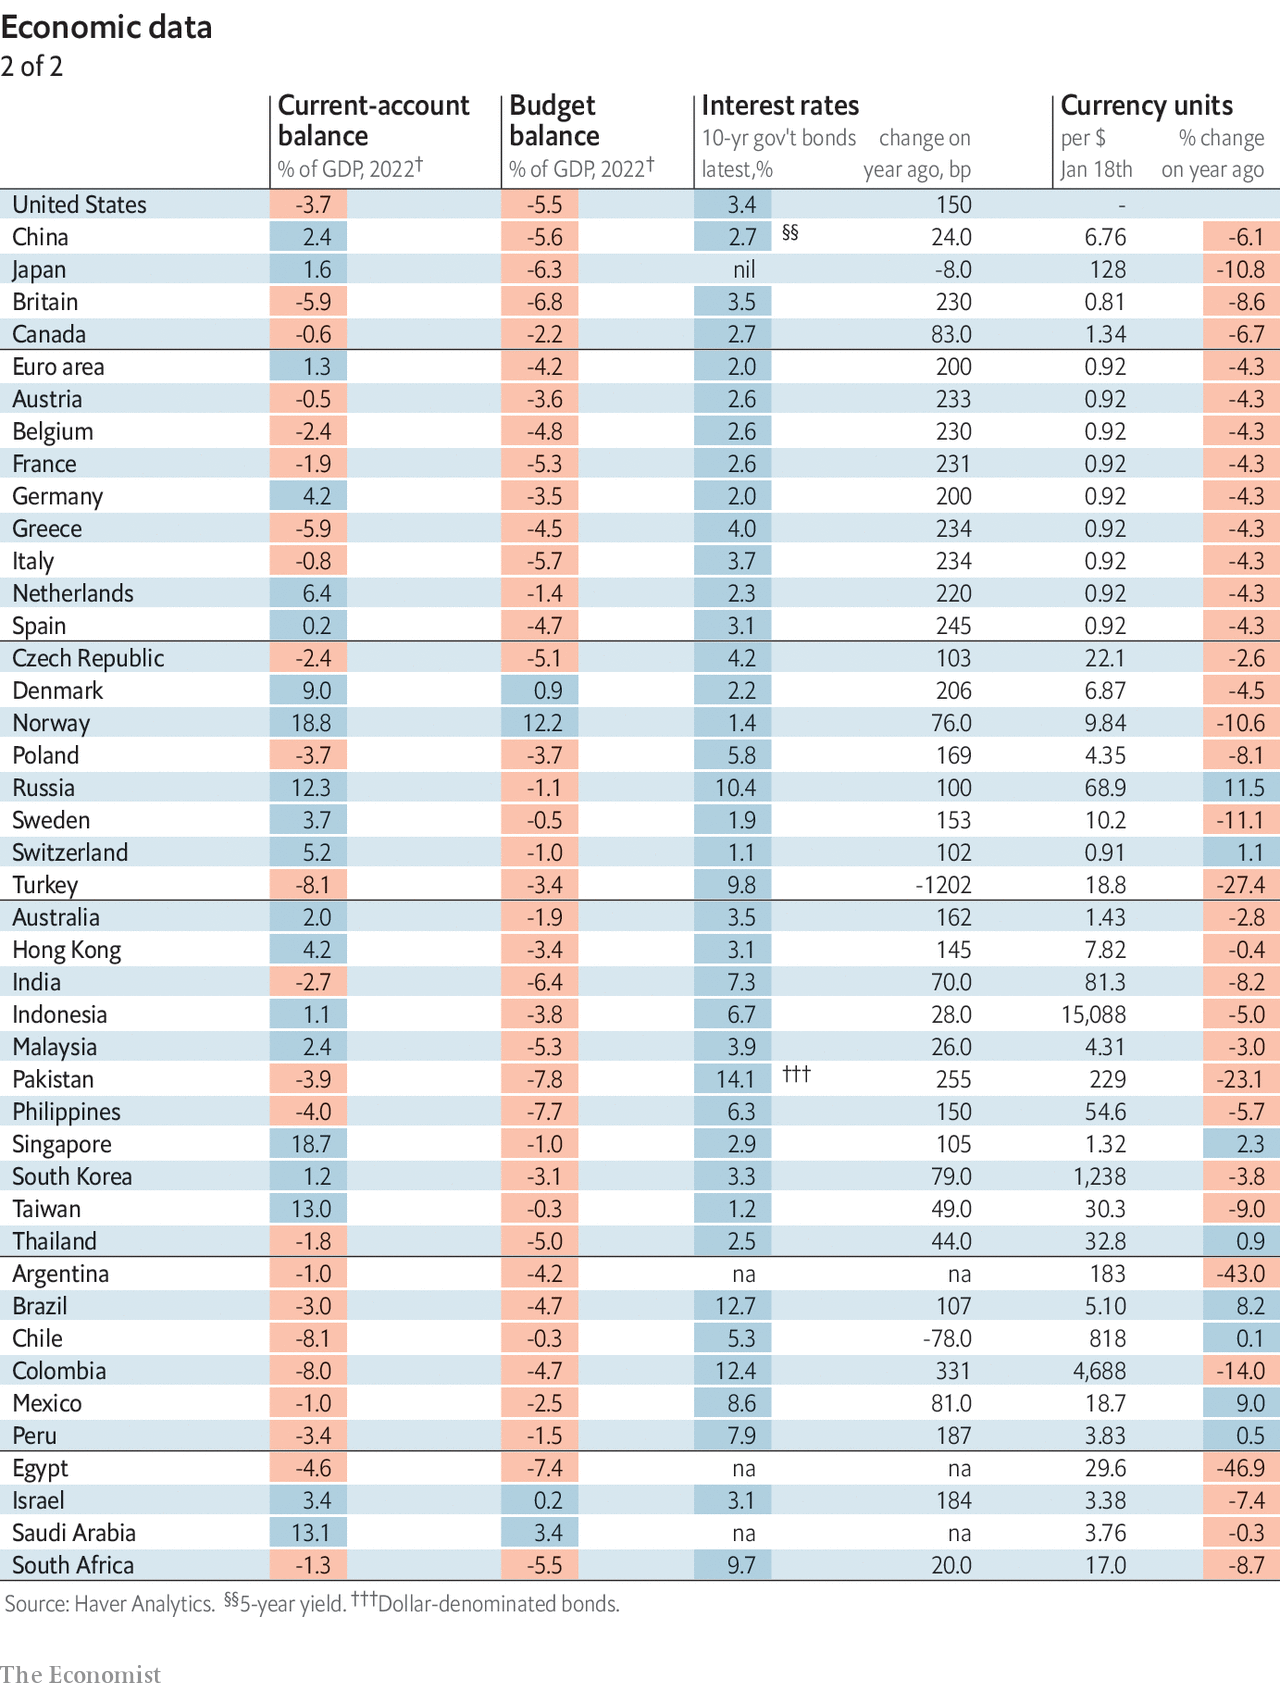 Economic data
2 of 2
Current-account balance % of GDP, 2022† Budget balance % of GDP, 2022† Interest rates 10-yr gov't bonds latest,% change on year ago, bp Currency units per $ Jan 18th % change on year ago
United States -3.7 -5.5 3.4 150 -
China 2.4 -5.6 2.7 §§ 24.0 6.76 -6.1
Japan 1.6 -6.3 nil -8.0 128 -10.8
Britain -5.9 -6.8 3.5 230 0.81 -8.6
Canada -0.6 -2.2 2.7 83.0 1.34 -6.7
Euro area 1.3 -4.2 2.0 200 0.92 -4.3
Austria -0.5 -3.6 2.6 233 0.92 -4.3
Belgium -2.4 -4.8 2.6 230 0.92 -4.3
France -1.9 -5.3 2.6 231 0.92 -4.3
Germany 4.2 -3.5 2.0 200 0.92 -4.3
Greece -5.9 -4.5 4.0 234 0.92 -4.3
Italy -0.8 -5.7 3.7 234 0.92 -4.3
Netherlands 6.4 -1.4 2.3 220 0.92 -4.3
Spain 0.2 -4.7 3.1 245 0.92 -4.3
Czech Republic -2.4 -5.1 4.2 103 22.1 -2.6
Denmark 9.0 0.9 2.2 206 6.87 -4.5
Norway 18.8 12.2 1.4 76.0 9.84 -10.6
Poland -3.7 -3.7 5.8 169 4.35 -8.1
Russia 12.3 -1.1 10.4 100 68.9 11.5
Sweden 3.7 -0.5 1.9 153 10.2 -11.1
Switzerland 5.2 -1.0 1.1 102 0.91 1.1
Turkey -8.1 -3.4 9.8 -1202 18.8 -27.4
Australia 2.0 -1.9 3.5 162 1.43 -2.8
Hong Kong 4.2 -3.4 3.1 145 7.82 -0.4
India -2.7 -6.4 7.3 70.0 81.3 -8.2
Indonesia 1.1 -3.8 6.7 28.0 15,088 -5.0
Malaysia 2.4 -5.3 3.9 26.0 4.31 -3.0
Pakistan -3.9 -7.8 14.1 ††† 255 229 -23.1
Philippines -4.0 -7.7 6.3 150 54.6 -5.7
Singapore 18.7 -1.0 2.9 105 1.32 2.3
South Korea 1.2 -3.1 3.3 79.0 1,238 -3.8
Taiwan 13.0 -0.3 1.2 49.0 30.3 -9.0
Thailand -1.8 -5.0 2.5 44.0 32.8 0.9
Argentina -1.0 -4.2 na na 183 -43.0
Brazil -3.0 -4.7 12.7 107 5.10 8.2
Chile -8.1 -0.3 5.3 -78.0 818 0.1
Colombia -8.0 -4.7 12.4 331 4,688 -14.0
Mexico -1.0 -2.5 8.6 81.0 18.7 9.0
Peru -3.4 -1.5 7.9 187 3.83 0.5
Egypt -4.6 -7.4 na na 29.6 -46.9
Israel 3.4 0.2 3.1 184 3.38 -7.4
Saudi Arabia 13.1 3.4 na na 3.76 -0.3
South Africa -1.3 -5.5 9.7 20.0 17.0 -8.7
Source: Haver Analytics. §§5-year yield. †††Dollar-denominated bonds.
The Economist